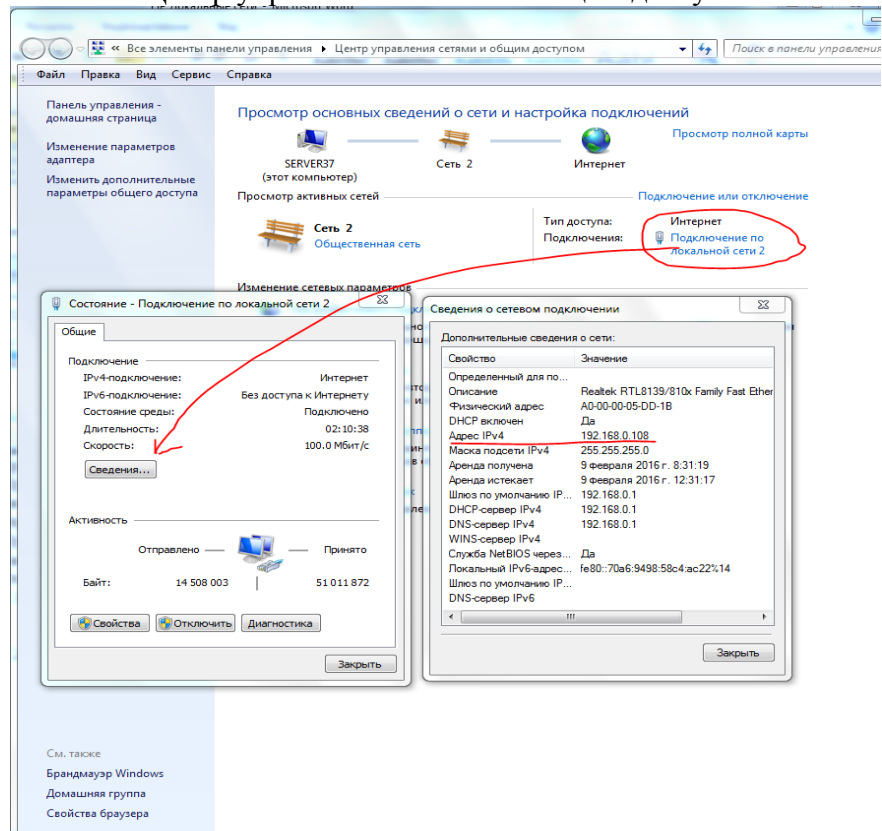 « Все элементы панели управления ▸ Центр управления сетями и общим доступом
Поиск в панели управления
Файл Правка Вид Сервис Справка
Панель управления -
домашняя страница
Изменение параметров
адаптера
Изменить дополнительные
параметры общего доступа
Просмотр основных сведений о сети и настройка подключений
Просмотр полной карты
SERVER37
(этот компьютер)
Сеть 2
Интернет
Просмотр активных сетей
Подключение или отключение
Сеть 2
Общественная сеть
Тип доступа: Интернет
Подключения: Подключение по
локальной сети 2
Изменение сетевых параметров
Состояние - Подключение по локальной сети 2
Общие
Подключение
IPv4-подключение: Интернет
IPv6-подключение: Без доступа к Интернету
Состояние среды: Подключено
Длительность: 02:10:38
Скорость: 100.0 Мбит/с
Сведения...
Активность
Отправлено — — Принято
Байт: 14 508 003 | 51 011 872
Свойства Отключить Диагностика
Закрыть
Сведения о сетевом подключении
Дополнительные сведения о сети:
Свойство Значение
Определенный для по...
Описание Realtek RTL8139/810x Family Fast Ether
Физический адрес A0-00-00-05-DD-1B
DHCP включен Да
Адрес IPv4 192.168.0.108
Маска подсети IPv4 255.255.255.0
Аренда получена 9 февраля 2016 г. 8:31:19
Аренда истекает 9 февраля 2016 г. 12:31:17
Шлюз по умолчанию IP... 192.168.0.1
DHCP-сервер IPv4 192.168.0.1
DNS-сервер IPv4 192.168.0.1
WINS-сервер IPv4
Служба NetBIOS через... Да
Локальный IPv6-адрес... fe80::70a6:9498:58c4:ac22%14
Шлюз по умолчанию IP...
DNS-сервер IPv6
Закрыть
См. также
Брандмауэр Windows
Домашняя группа
Свойства браузера